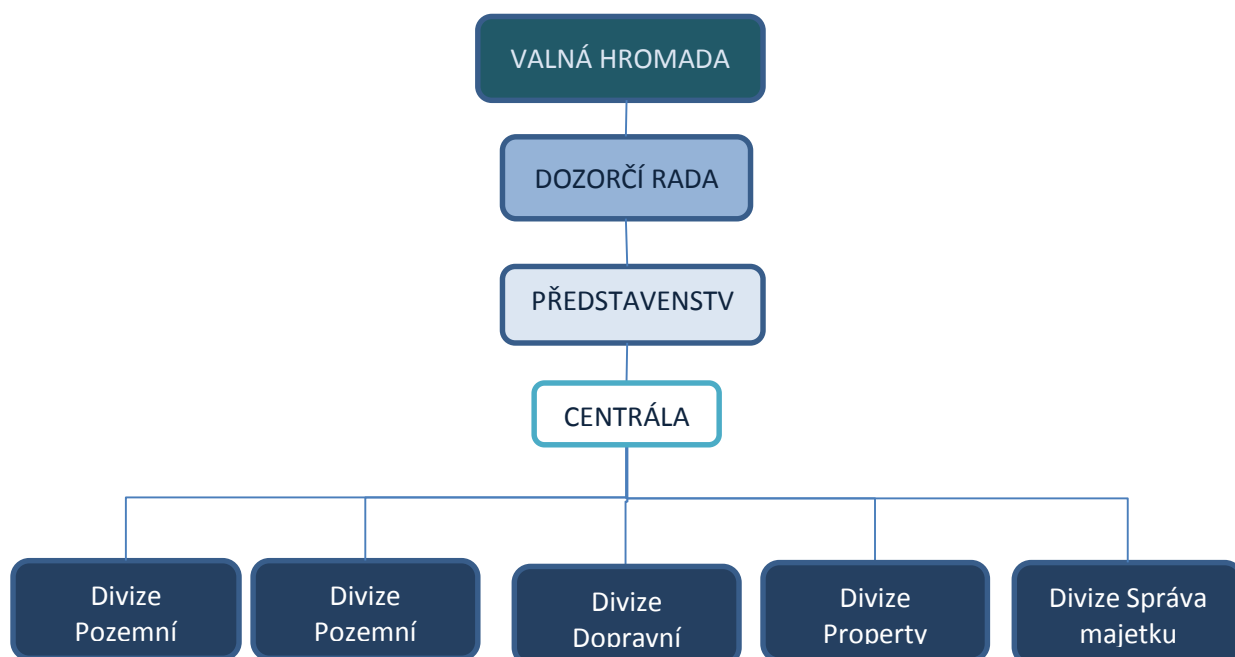 VALNÁ HROMADA
DOZORČÍ RADA
PŘEDSTAVENSTV
CENTRÁLA
Divize
Pozemní
Divize
Pozemní
Divize
Dopravní
Divize
Property
Divize Správa
majetku